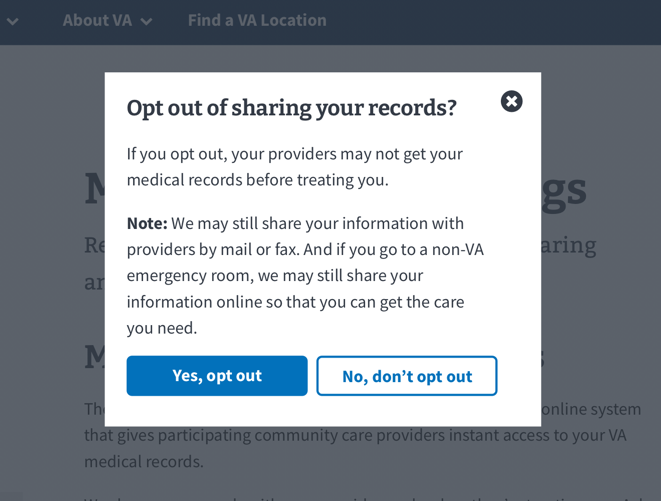 About VA
Find a VA Location
Opt out of sharing your records?
If you opt out, your providers may not get your
medical records before treating you.
Note: We may still share your information with
providers by mail or fax. And if you go to a non-VA
emergency room, we may still share your
information online so that you can get the care
you need.
Yes, opt out
No, don’t opt out
online system
that gives participating community care providers instant access to your VA
medical records.